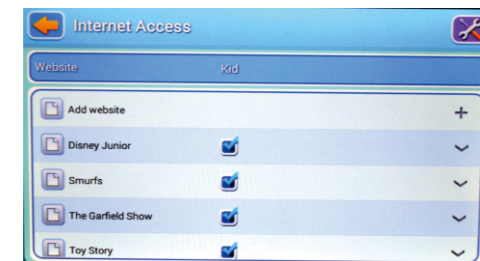 Internet Access
Website Kid
Add website
Disney Junior
Smurfs
The Garfield Show
Toy Story